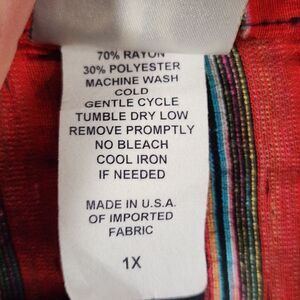 70% RAYON
30% POLYESTER
MACHINE WASH
COLD
GENTLE CYCLE
TUMBLE DRY LOW
REMOVE PROMPTLY
NO BLEACH
COOL IRON
IF NEEDED
MADE IN U.S.A.
OF IMPORTED
FABRIC
1X